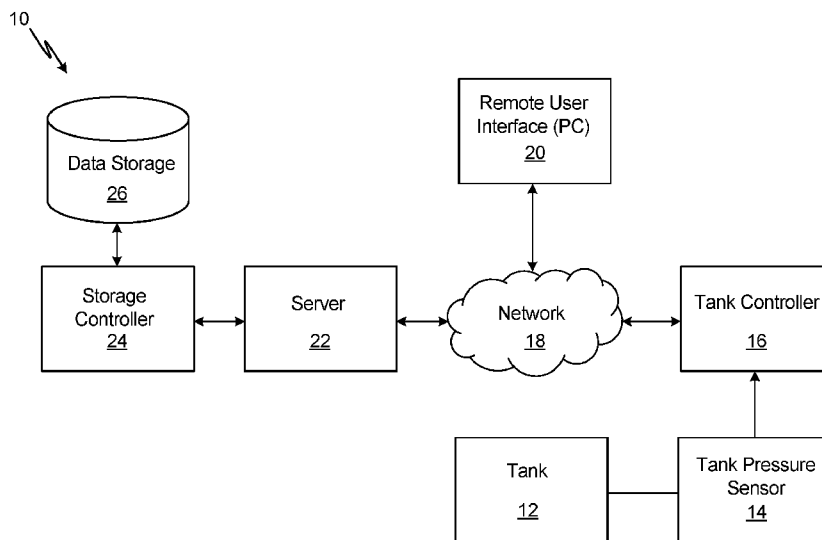 10
Data Storage
26
Remote User
Interface (PC)
20
Storage
Controller
24
Server
22
Network
18
Tank Controller
16
Tank
12
Tank Pressure
Sensor
14